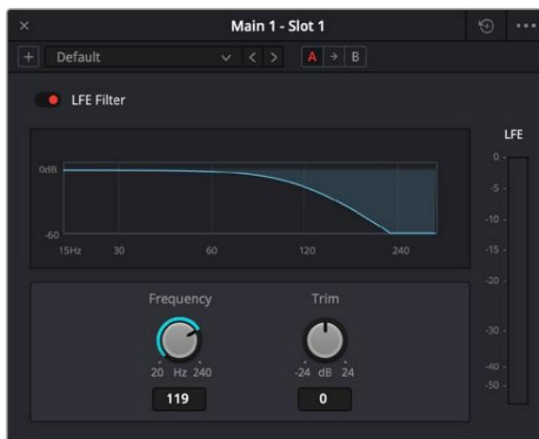 Main 1 - Slot 1
Default
A
B
LFE Filter
LFE
0dB
-60
15Hz 30 60 120 240
0
-5
-10
-15
-20
-30
-40
-50
Frequency Trim
20 Hz 240 -24 dB 24
119 0